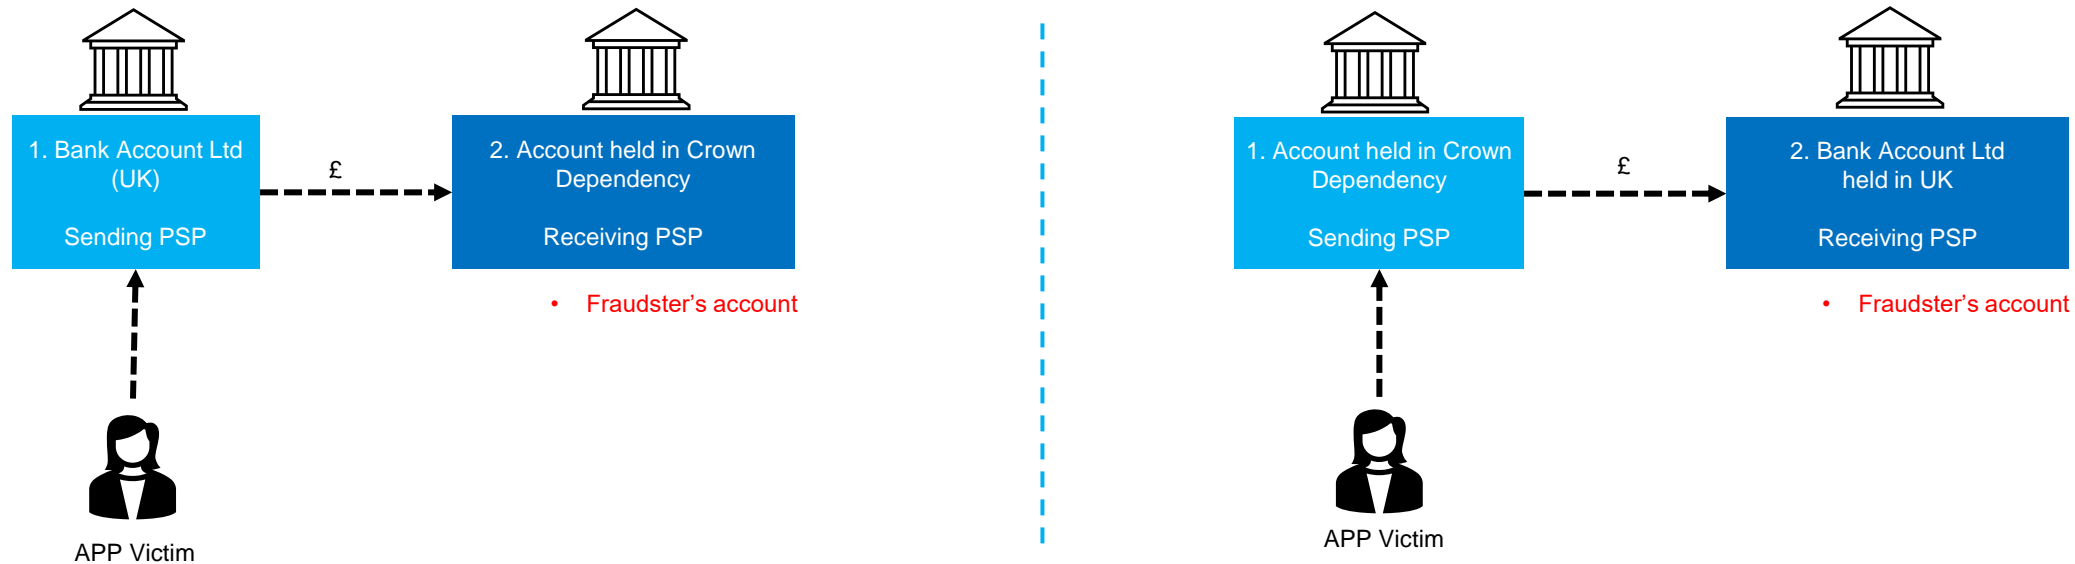 1. Bank Account Ltd
(UK)
Sending PSP
£
2. Account held in Crown
Dependency
Receiving PSP
• Fraudster’s account
APP Victim
1. Account held in Crown
Dependency
Sending PSP
£
2. Bank Account Ltd
held in UK
Receiving PSP
• Fraudster’s account
APP Victim